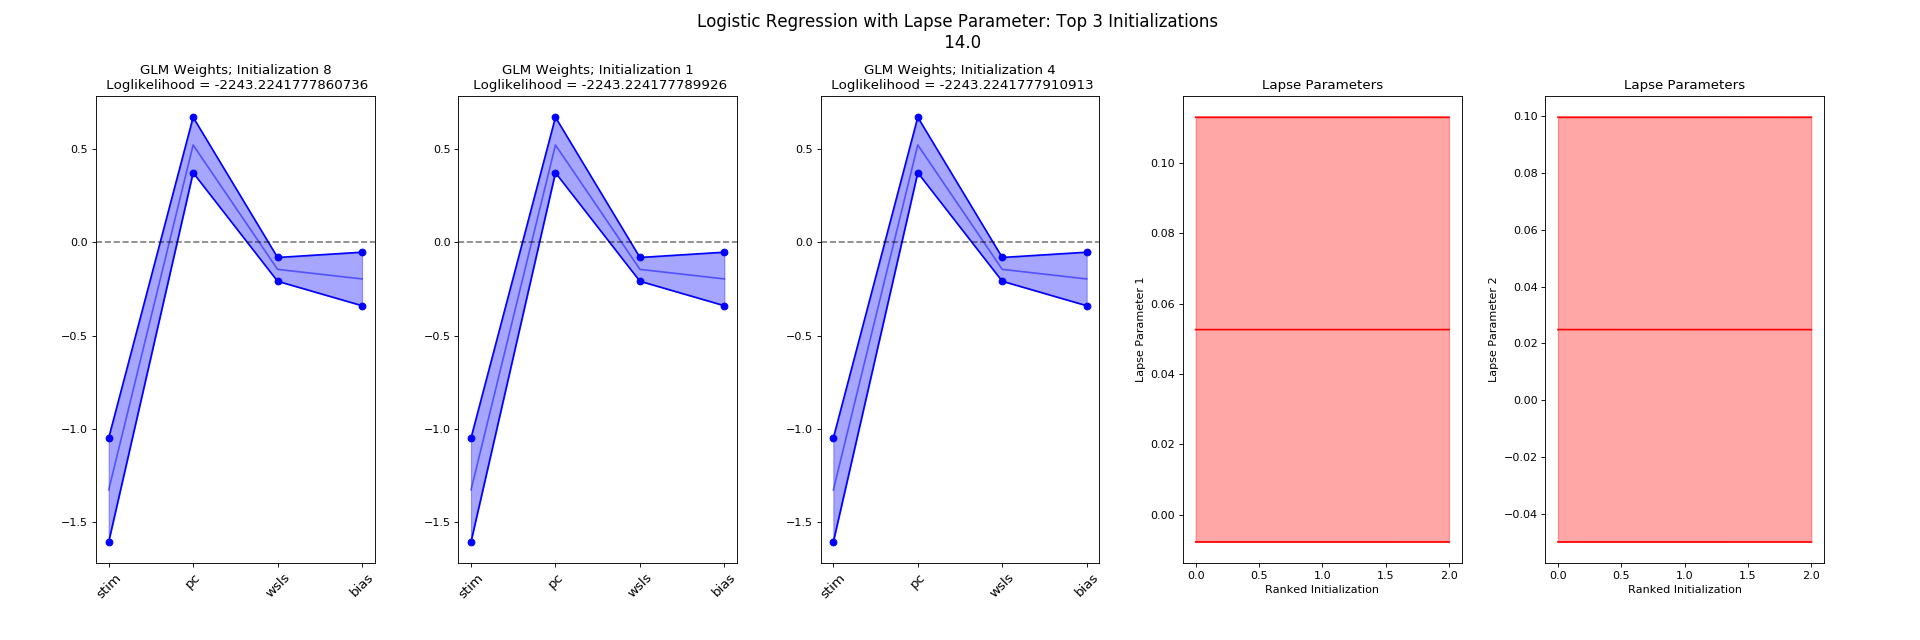 Logistic Regression with Lapse Parameter: Top 3 Initializations
14.0
GLM Weights; Initialization 8
Loglikelihood = -2243.2241777860736
0.5
0.0
−0.5
−1.0
−1.5
stim
pc
wsls
bias
GLM Weights; Initialization 1
Loglikelihood = -2243.224177789926
0.5
0.0
−0.5
−1.0
−1.5
stim
pc
wsls
bias
GLM Weights; Initialization 4
Loglikelihood = -2243.2241777910913
0.5
0.0
−0.5
−1.0
−1.5
stim
pc
wsls
bias
Lapse Parameters
Lapse Parameter 1
0.10
0.08
0.06
0.04
0.02
0.00
0.0 0.5 1.0 1.5 2.0
Ranked Initialization
Lapse Parameters
Lapse Parameter 2
0.10
0.08
0.06
0.04
0.02
0.00
−0.02
−0.04
0.0 0.5 1.0 1.5 2.0
Ranked Initialization